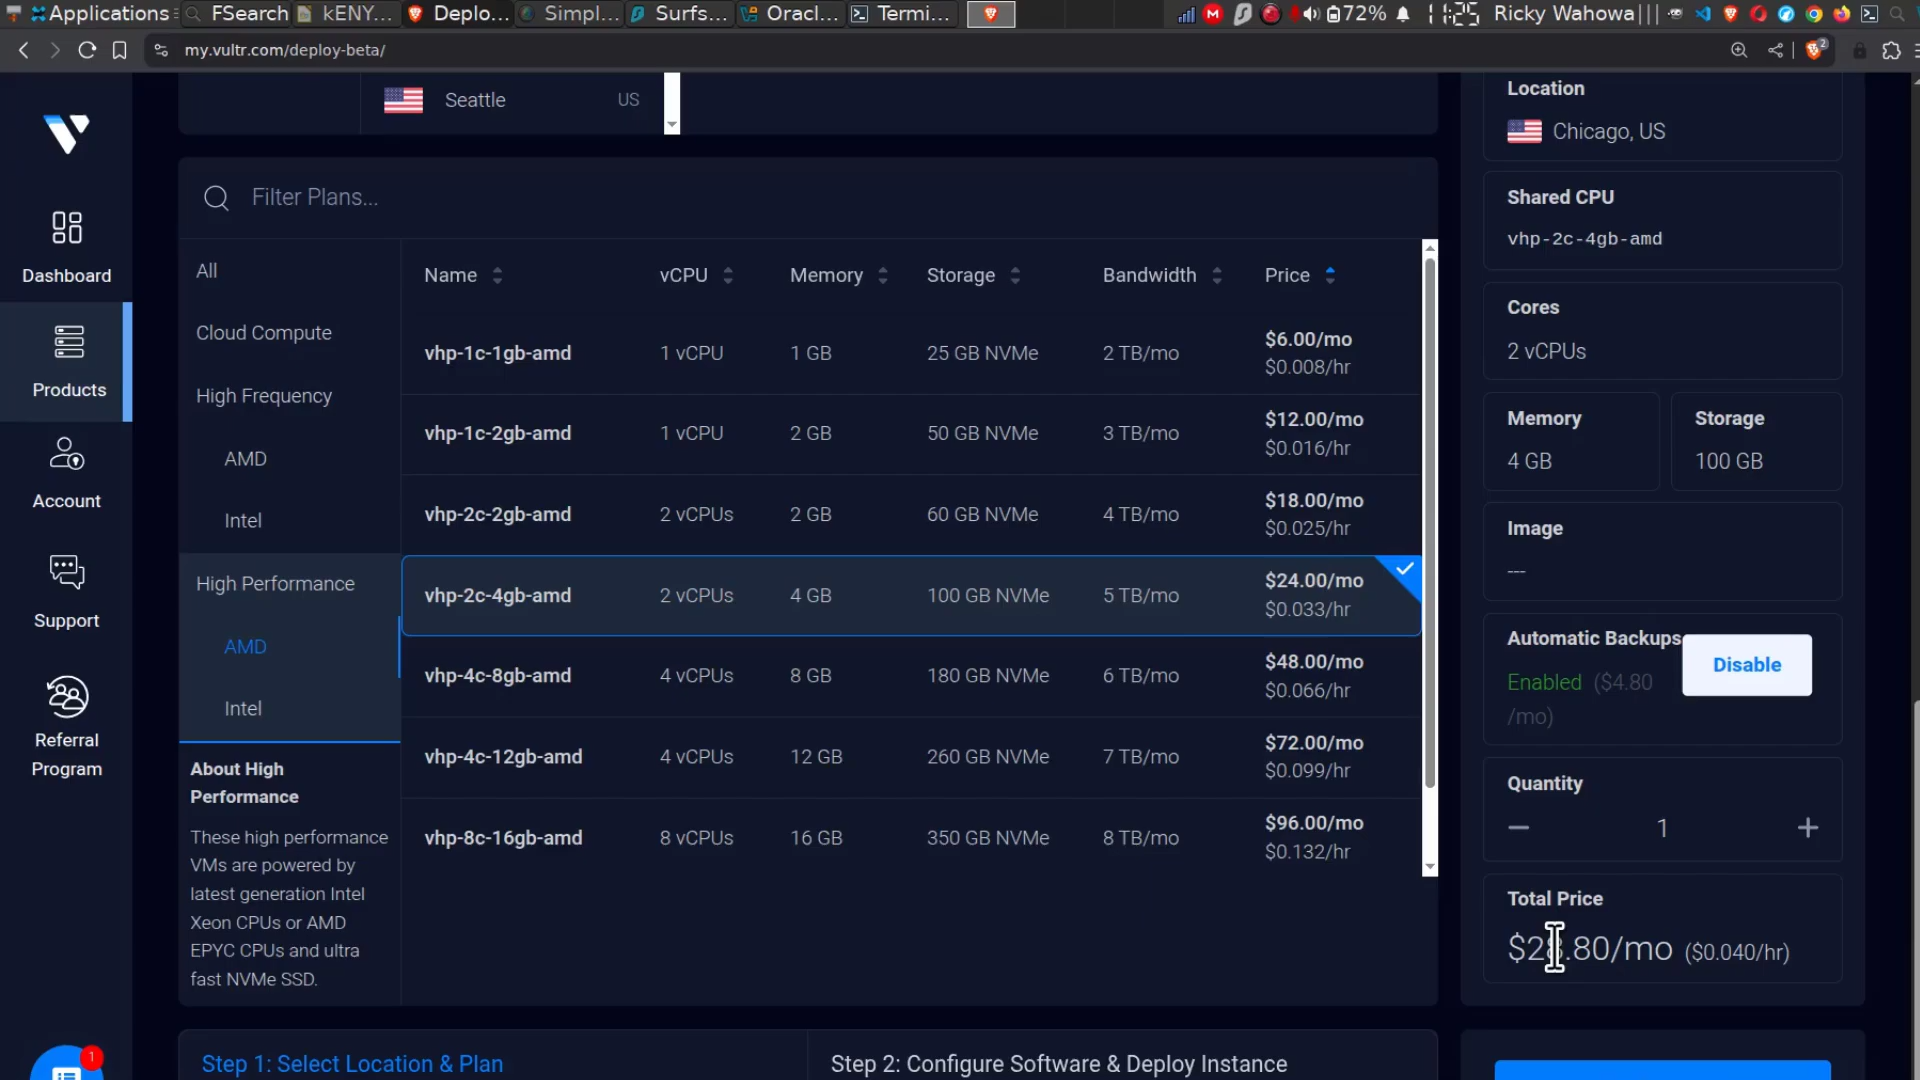 Applications
FSearch
kENY...
Deplo...
Simpl...
Surfs...
Oracl...
Termi...
72%
11:25
Ricky Wahowa
my.vultr.com/deploy-beta/
2
Dashboard
Products
Account
Support
Referral
Program
1
Seattle
US
Filter Plans...
All
Cloud Compute
High Frequency
AMD
Intel
High Performance
AMD
Intel
About High
Performance
These high performance
VMs are powered by
latest generation Intel
Xeon CPUs or AMD
EPYC CPUs and ultra
fast NVMe SSD.
Name vCPU Memory Storage Bandwidth Price
vhp-1c-1gb-amd 1 vCPU 1 GB 25 GB NVMe 2 TB/mo $6.00/mo
$0.008/hr
vhp-1c-2gb-amd 1 vCPU 2 GB 50 GB NVMe 3 TB/mo $12.00/mo
$0.016/hr
vhp-2c-2gb-amd 2 vCPUs 2 GB 60 GB NVMe 4 TB/mo $18.00/mo
$0.025/hr
vhp-2c-4gb-amd 2 vCPUs 4 GB 100 GB NVMe 5 TB/mo $24.00/mo
$0.033/hr
vhp-4c-8gb-amd 4 vCPUs 8 GB 180 GB NVMe 6 TB/mo $48.00/mo
$0.066/hr
vhp-4c-12gb-amd 4 vCPUs 12 GB 260 GB NVMe 7 TB/mo $72.00/mo
$0.099/hr
vhp-8c-16gb-amd 8 vCPUs 16 GB 350 GB NVMe 8 TB/mo $96.00/mo
$0.132/hr
Step 1: Select Location & Plan
Step 2: Configure Software & Deploy Instance
Location
Chicago, US
Shared CPU
vhp-2c-4gb-amd
Cores
2 vCPUs
Memory
4 GB
Storage
100 GB
Image
---
Automatic Backups
Enabled ($4.80
/mo)
Disable
Quantity
1
Total Price
$28.80/mo ($0.040/hr)